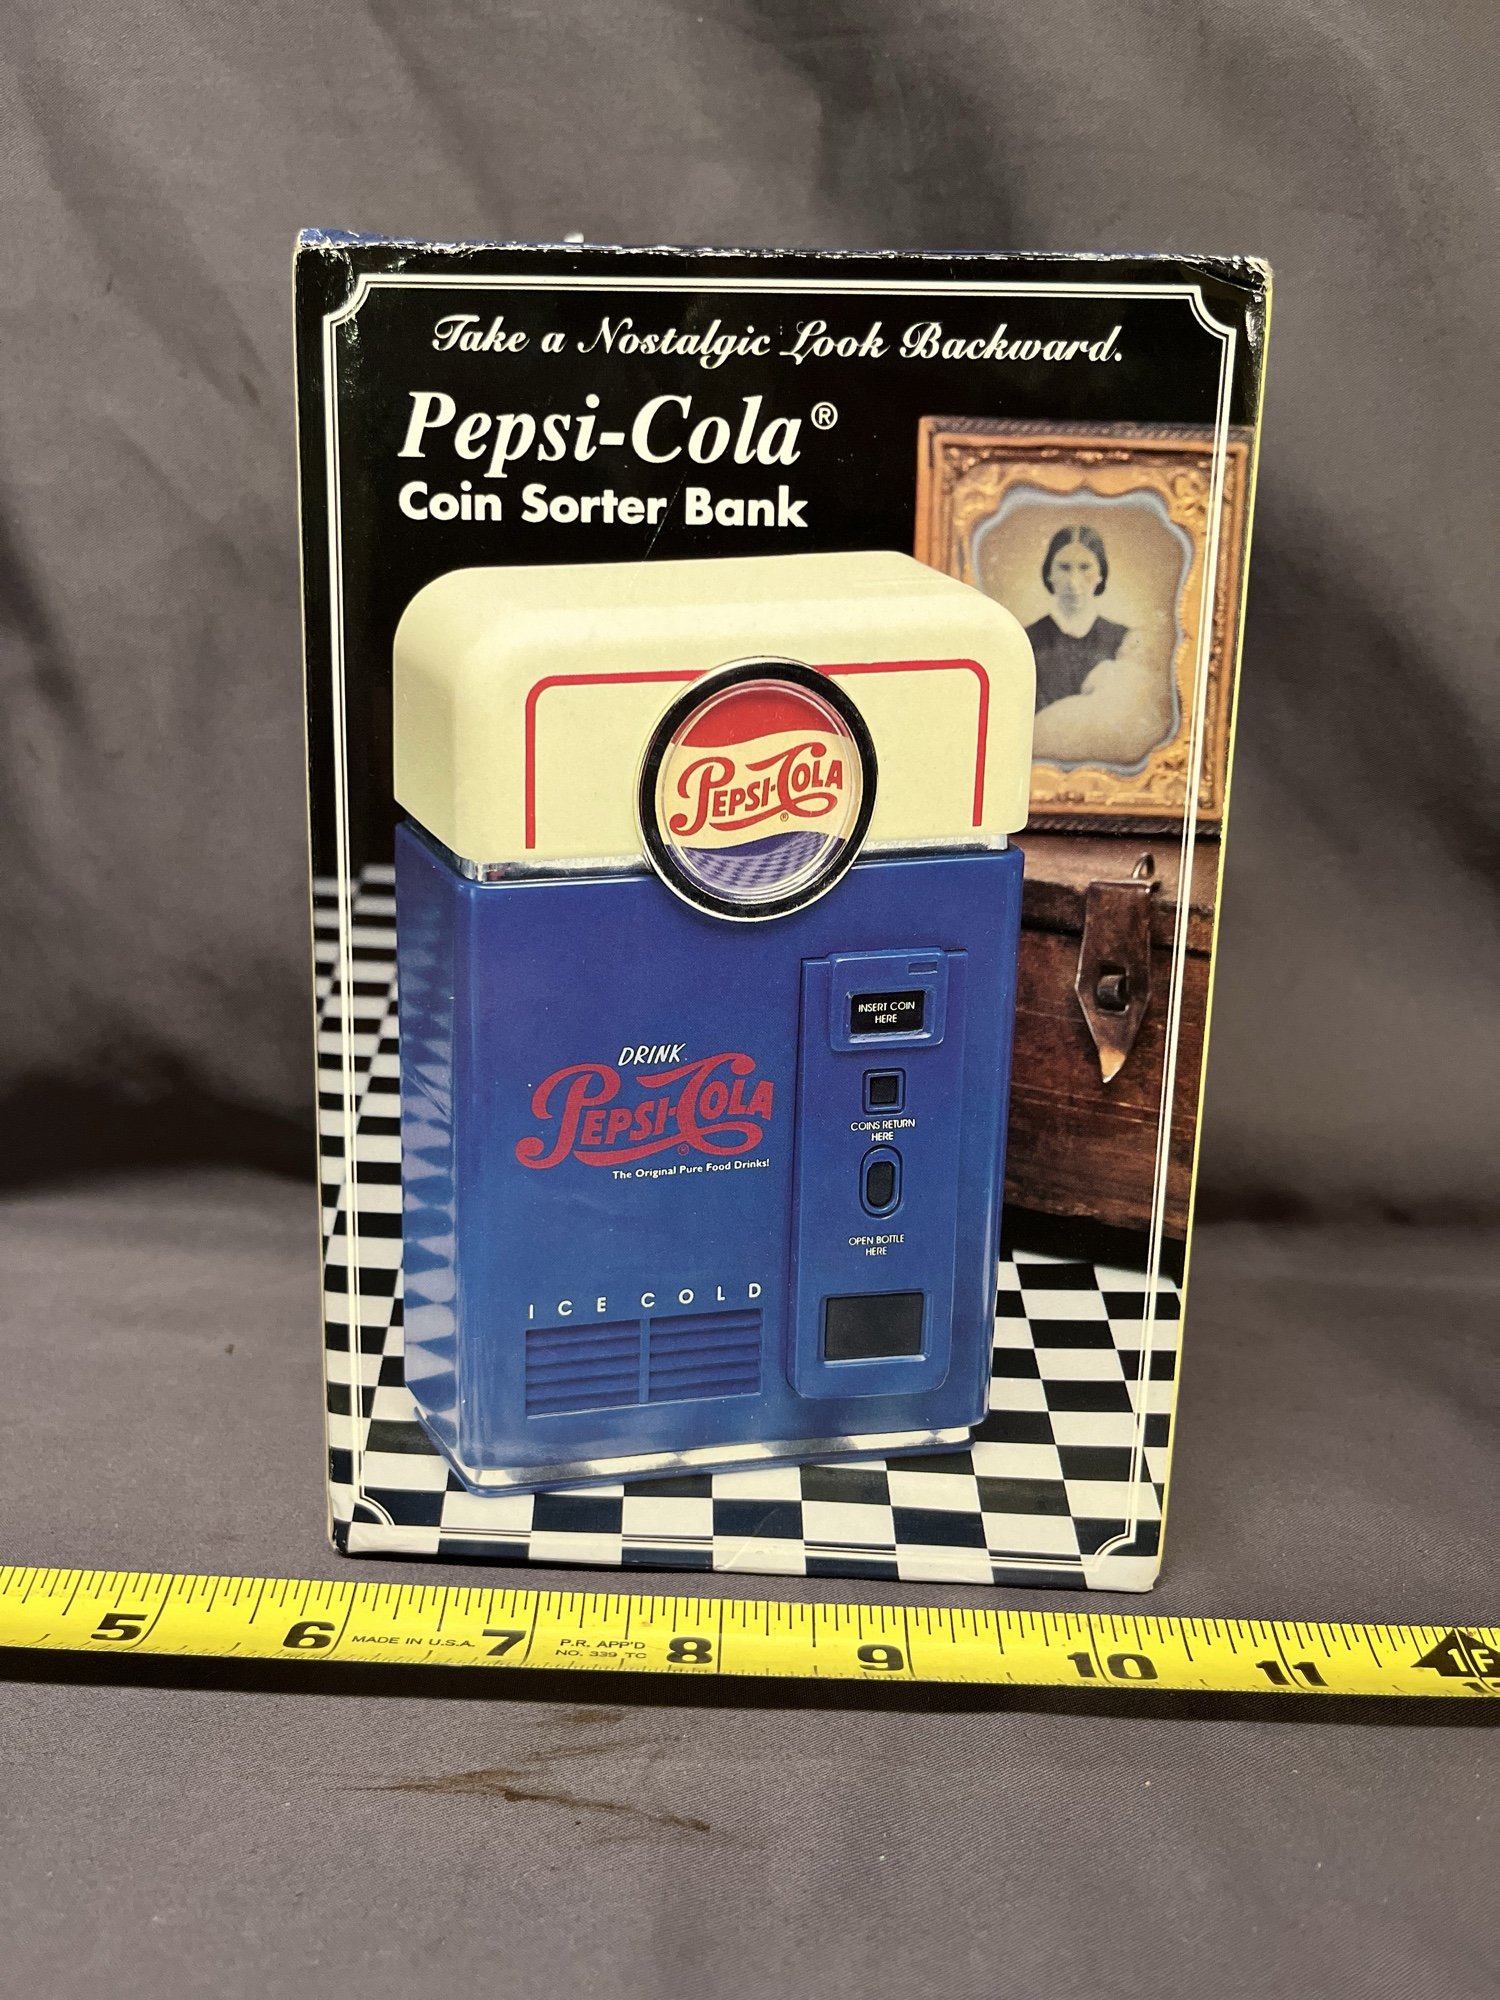 Take a Nostalgic Look Backward.
Pepsi-Cola®
Coin Sorter Bank
PEPSI-COLA
®
INSERT COIN
HERE
DRINK
PEPSI-COLA
®
The Original Pure Food Drinks!
COINS RETURN
HERE
OPEN BOTTLE
HERE
ICE COLD
5 6 MADE IN U.S.A. 7 P.R. APP'D 8 9 10 11 1F
NO. 339 TC